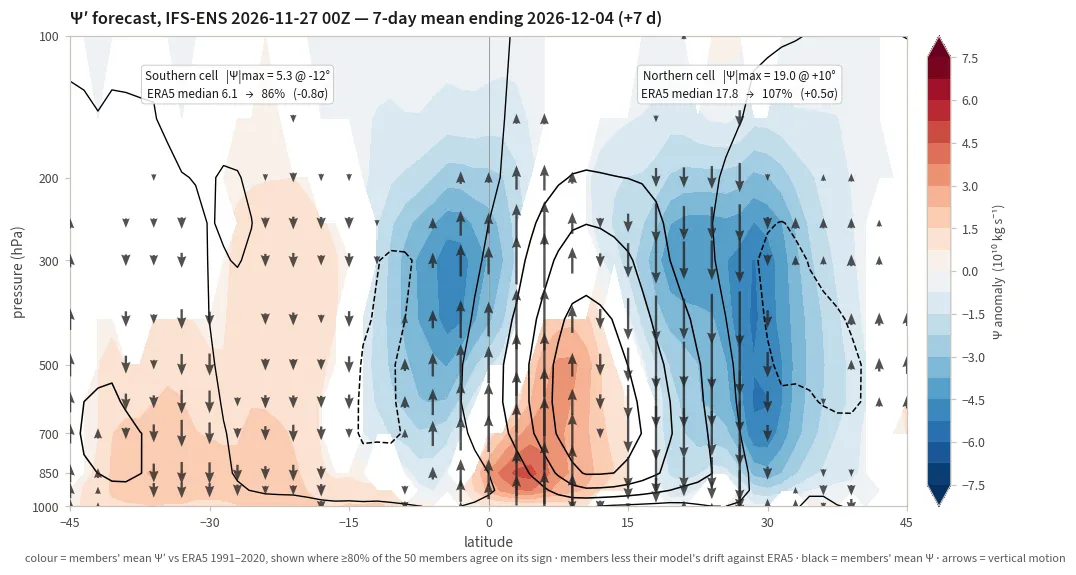 Ψ′ forecast, IFS-ENS 2026-11-27 00Z — 7-day mean ending 2026-12-04 (+7 d)
Southern cell |Ψ|max = 5.3 @ -12°
ERA5 median 6.1 → 86% (-0.8σ)
Northern cell |Ψ|max = 19.0 @ +10°
ERA5 median 17.8 → 107% (+0.5σ)
100
200
300
400
500
700
850
1000
pressure (hPa)
−45
−30
−15
0
15
30
45
latitude
7.5
6.0
4.5
3.0
1.5
0.0
−1.5
−3.0
−4.5
−6.0
−7.5
Ψ anomaly (10¹⁰ kg s⁻¹)
colour = members' mean Ψ′ vs ERA5 1991–2020, shown where ≥80% of the 50 members agree on its sign · members less their model's drift against ERA5 · black = members' mean Ψ · arrows = vertical motion